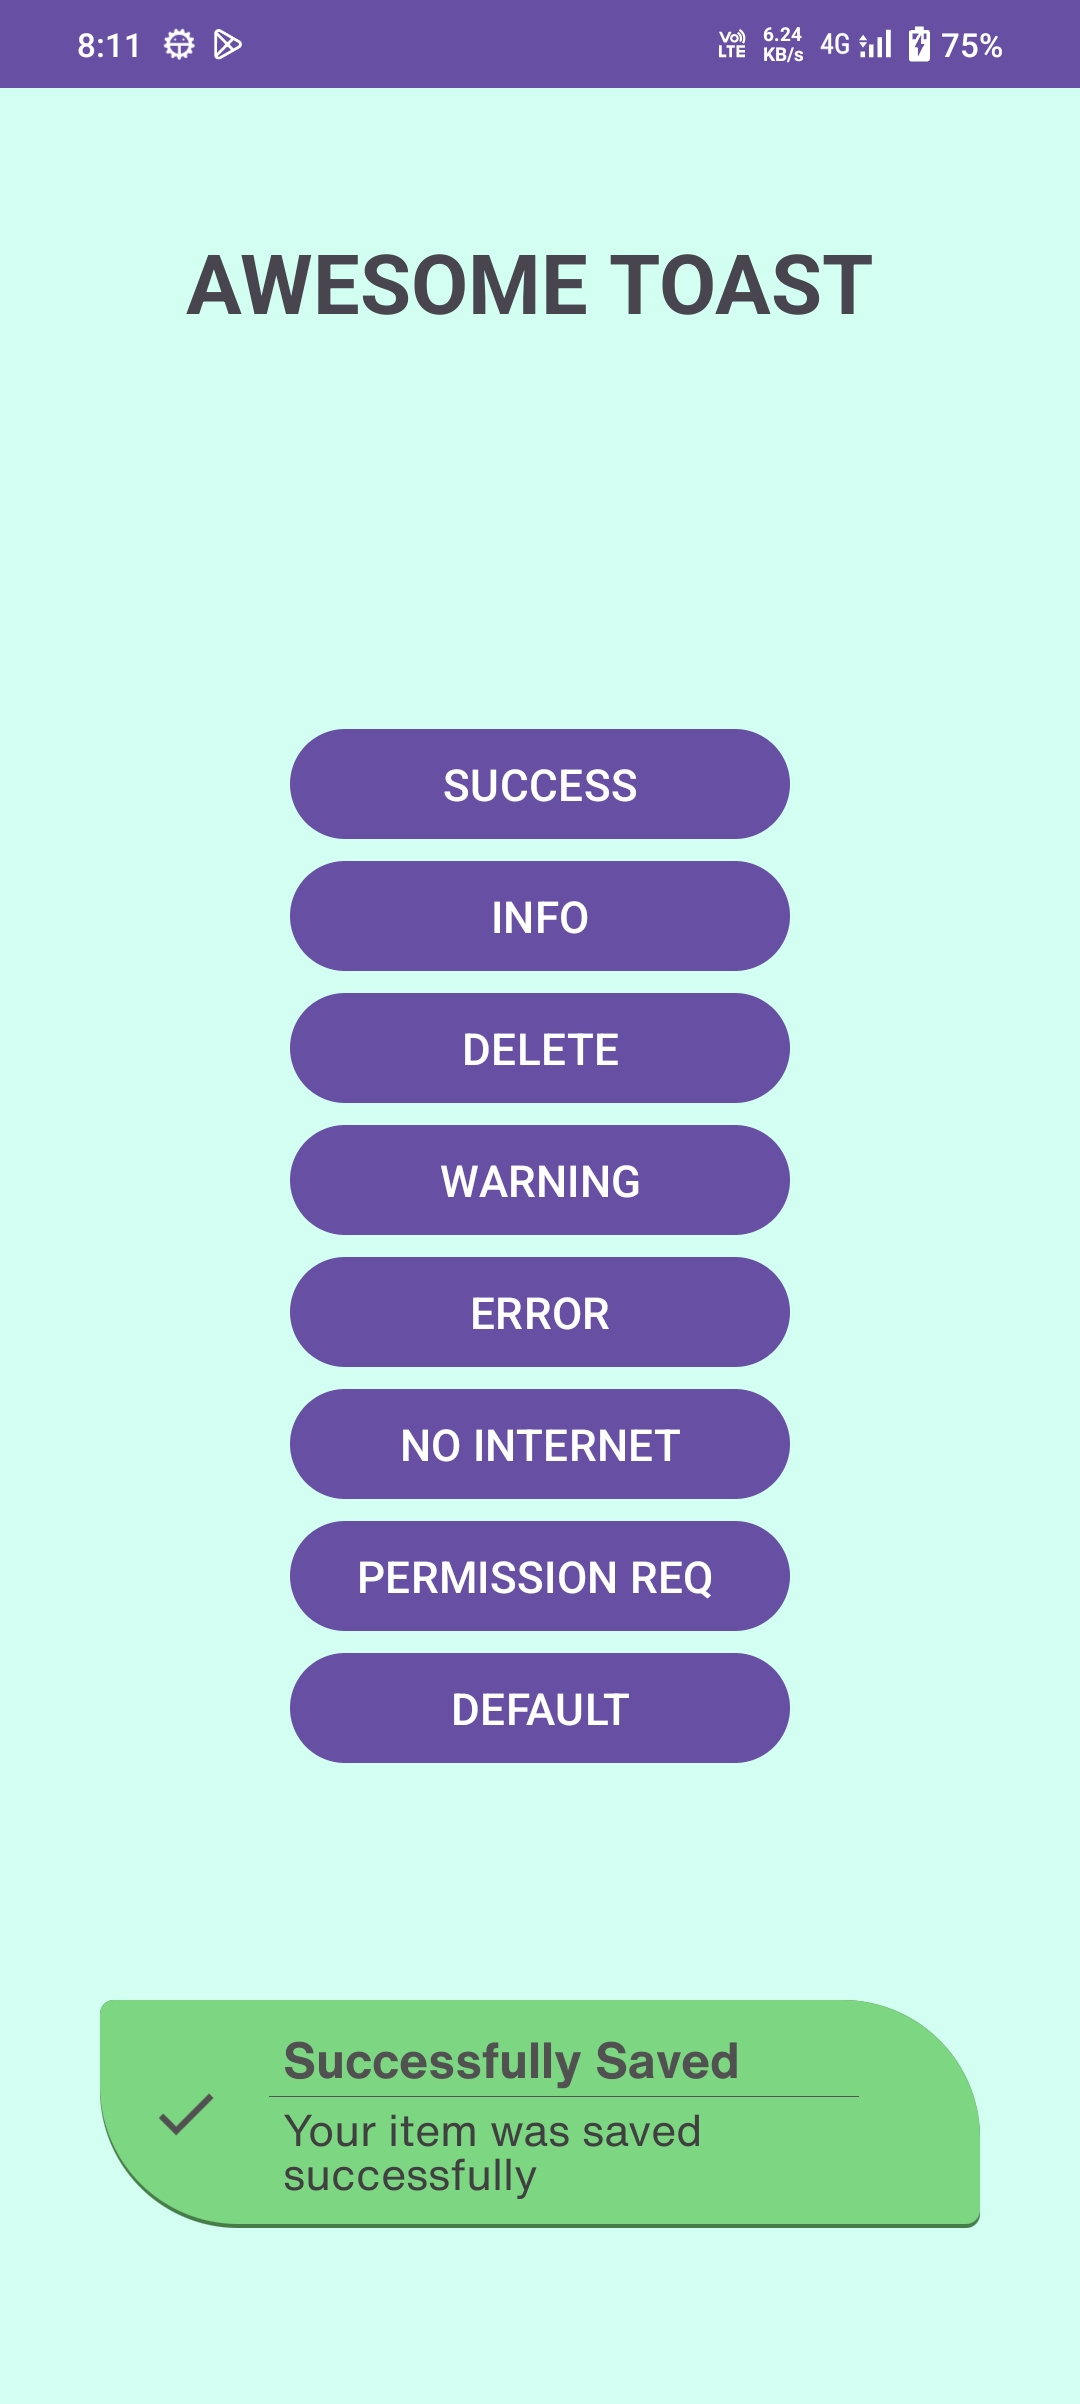 8:11 Vo) LTE 6.24 KB/s 4G 75%
AWESOME TOAST
SUCCESS
INFO
DELETE
WARNING
ERROR
NO INTERNET
PERMISSION REQ
DEFAULT
Successfully Saved
Your item was saved
successfully